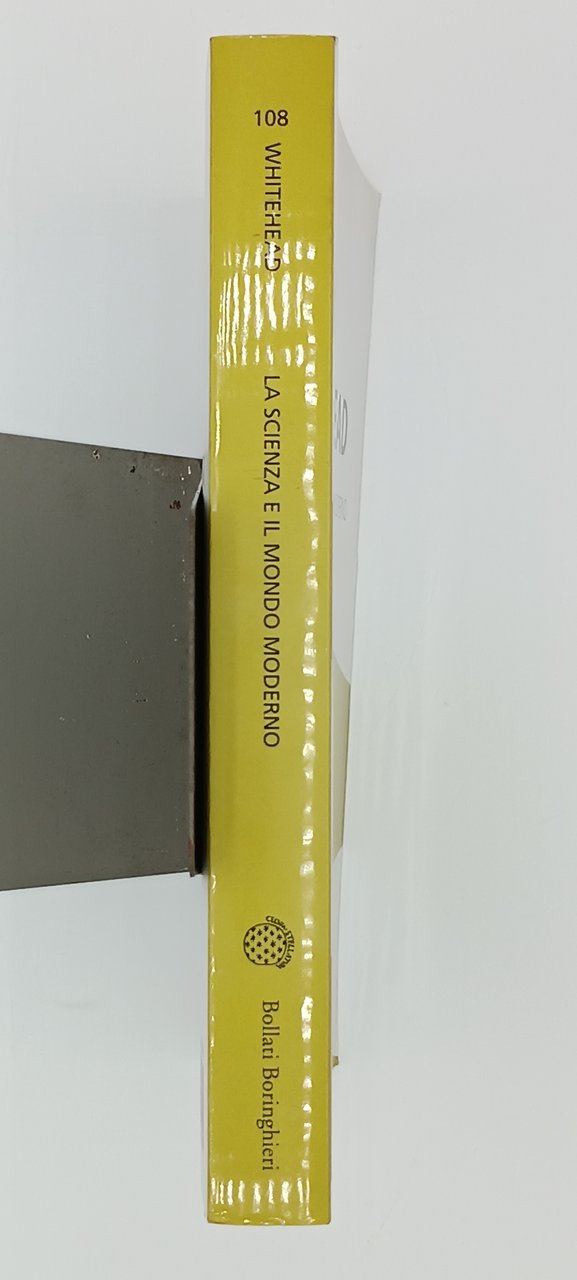 108
WHITEHEAD
LA SCIENZA E IL MONDO MODERNO
Bollati Boringhieri